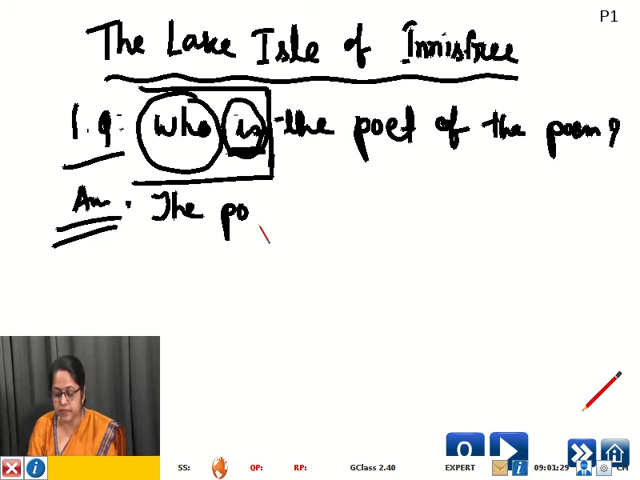 P1
The Lake Isle of Innisfree
1. Q: Who is the poet of the poem?
Ans. The po
Q
SS: QP: RP: GClass 2.40 EXPERT 09:01:29 CH